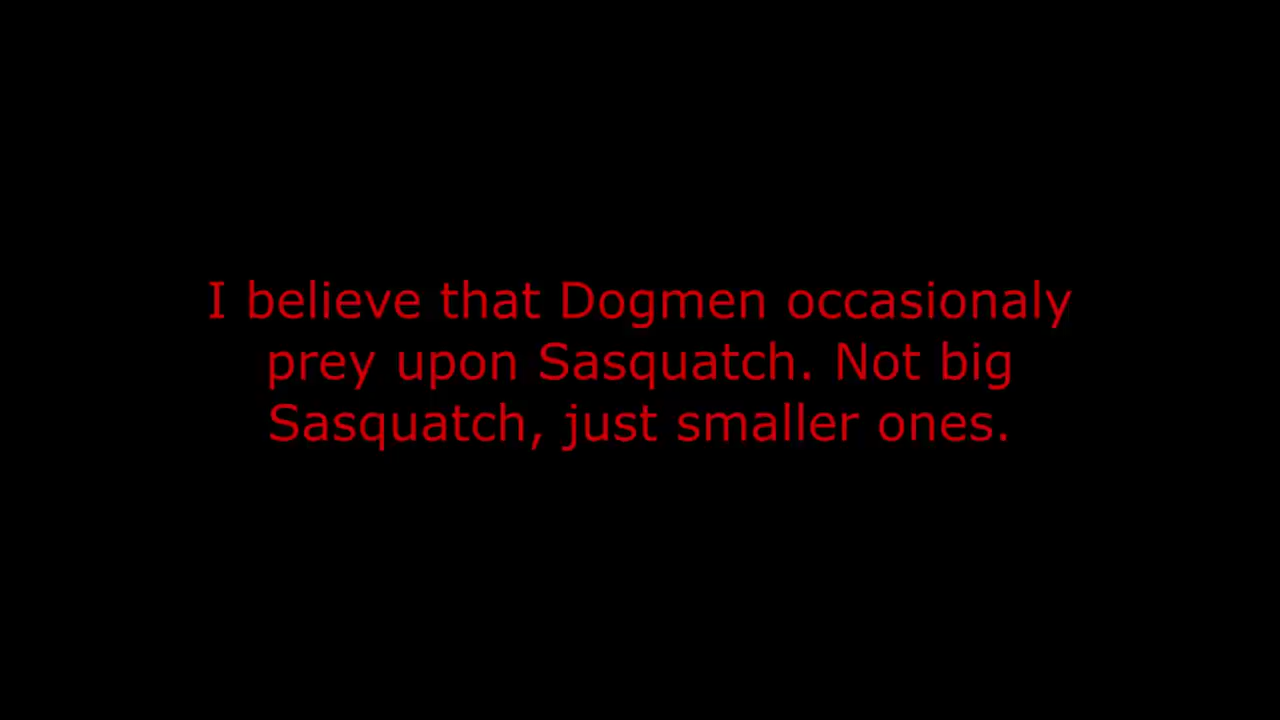 I believe that Dogmen occasionaly
prey upon Sasquatch. Not big
Sasquatch, just smaller ones.